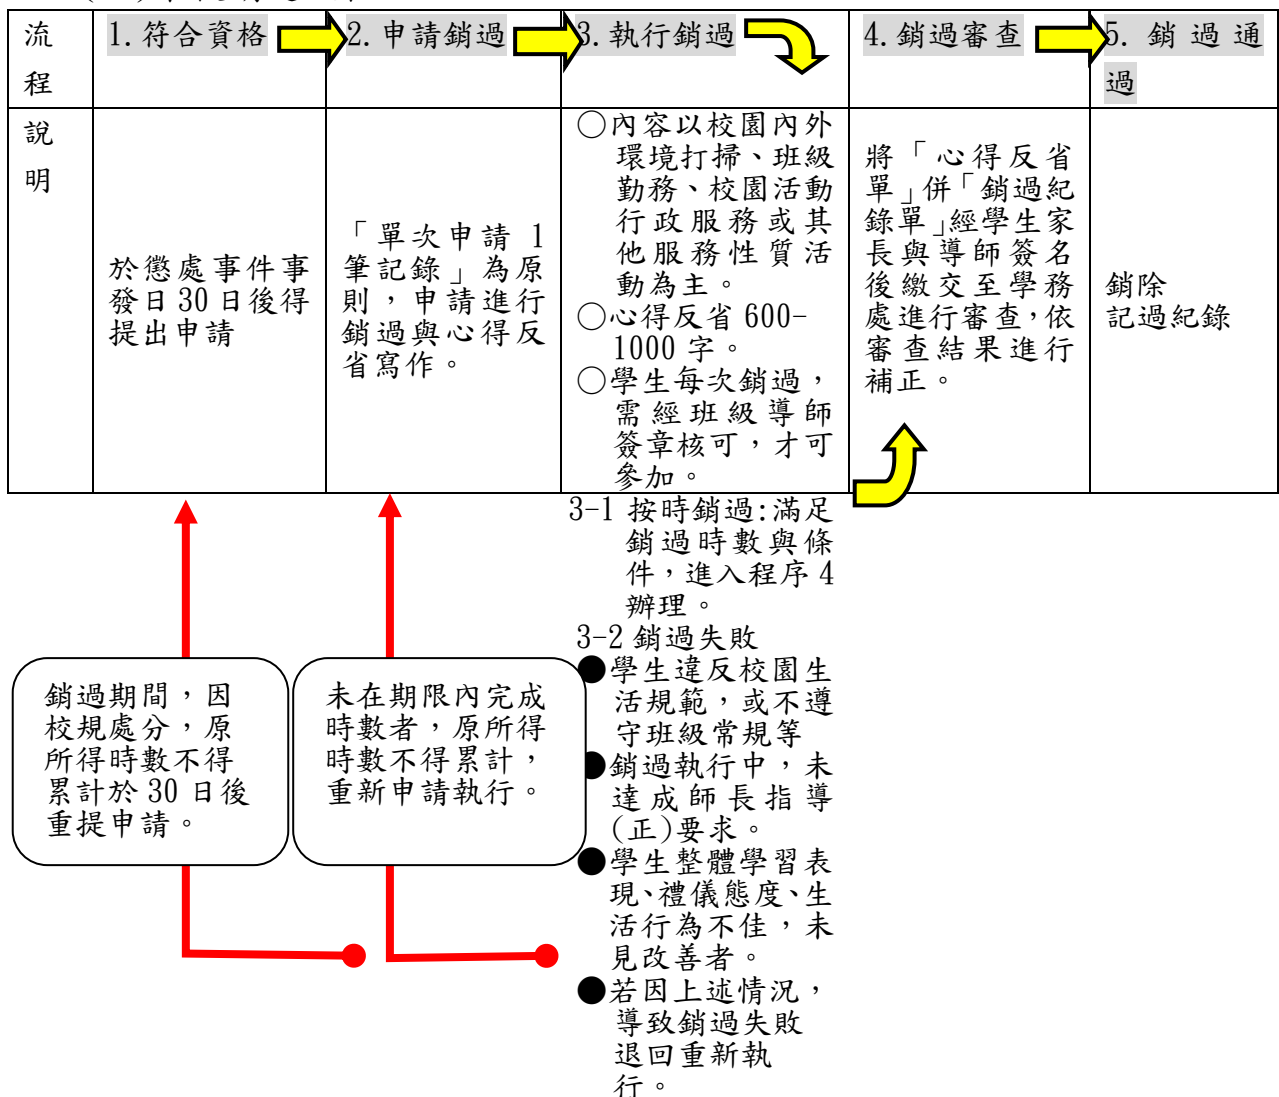 流程
1.符合資格
2.申請銷過
3.執行銷過
4.銷過審查
5. 銷過通
過
說明
於懲處事件事
發日30日後得
提出申請
「單次申請 1
筆記錄」為原
則，申請進行
銷過與心得反
省寫作。
○內容以校園內外
環境打掃、班級
勤務、校園活動
行政服務或其
他服務性質活
動為主。
○心得反省 600-
1000 字。
○學生每次銷過，
需經班級導師
簽章核可，才可
參加。
3-1 按時銷過:滿足
銷過時數與條
件，進入程序 4
辦理。
3-2 銷過失敗
●學生違反校園生
活規範，或不遵
守班級常規等
●銷過執行中，未
達成師長指導
(正)要求。
●學生整體學習表
現、禮儀態度、生
活行為不佳，未
見改善者。
●若因上述情況，
導致銷過失敗
退回重新執
行。
將「心得反省
單」併「銷過紀
錄單」經學生家
長與導師簽名
後繳交至學務
處進行審查，依
審查結果進行
補正。
銷除
記過紀錄
銷過期間，因
校規處分，原
所得時數不得
累計於 30 日後
重提申請。
未在期限內完成
時數者，原所得
時數不得累計，
重新申請執行。